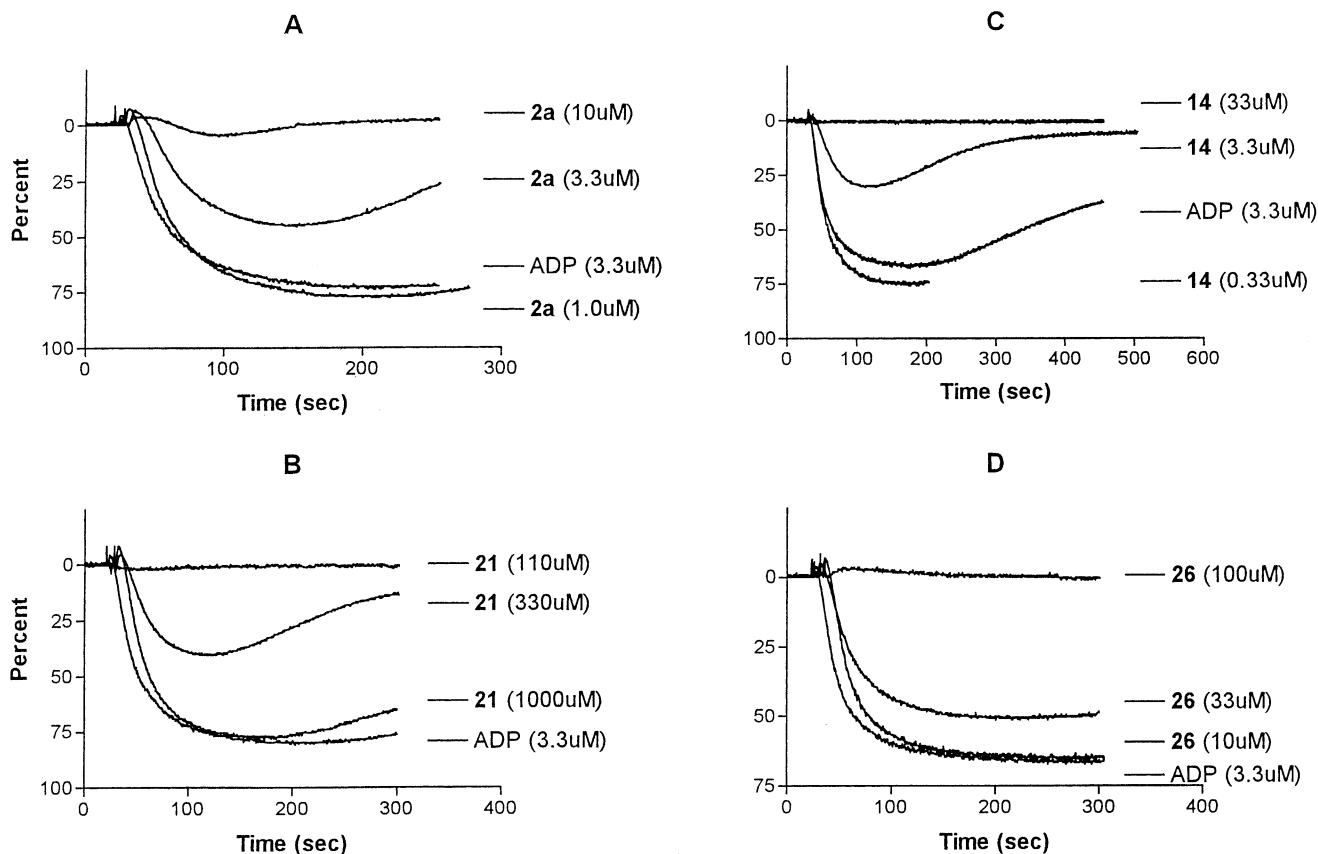 A
0
25
50
75
100
Percent
0
100
200
300
Time (sec)
2a (10uM)
2a (3.3uM)
ADP (3.3uM)
2a (1.0uM)
C
0
25
50
75
100
0
100
200
300
400
500
600
Time (sec)
14 (33uM)
14 (3.3uM)
ADP (3.3uM)
14 (0.33uM)
B
0
25
50
75
100
Percent
0
100
200
300
400
Time (sec)
21 (110uM)
21 (330uM)
21 (1000uM)
ADP (3.3uM)
D
0
25
50
75
0
100
200
300
400
Time (sec)
26 (100uM)
26 (33uM)
26 (10uM)
ADP (3.3uM)